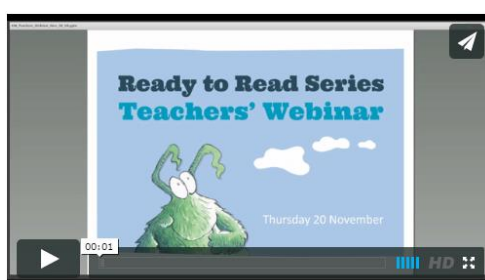 Ready to Read Series
Teachers' Webinar
Thursday 20 November
00:01
HD